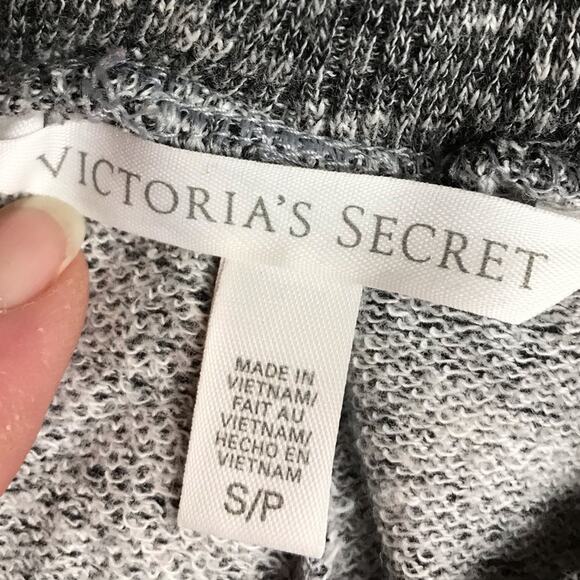 VICTORIA'S SECRET
MADE IN
VIETNAM/
FAIT AU
VIETNAM/
HECHO EN
VIETNAM
S/P